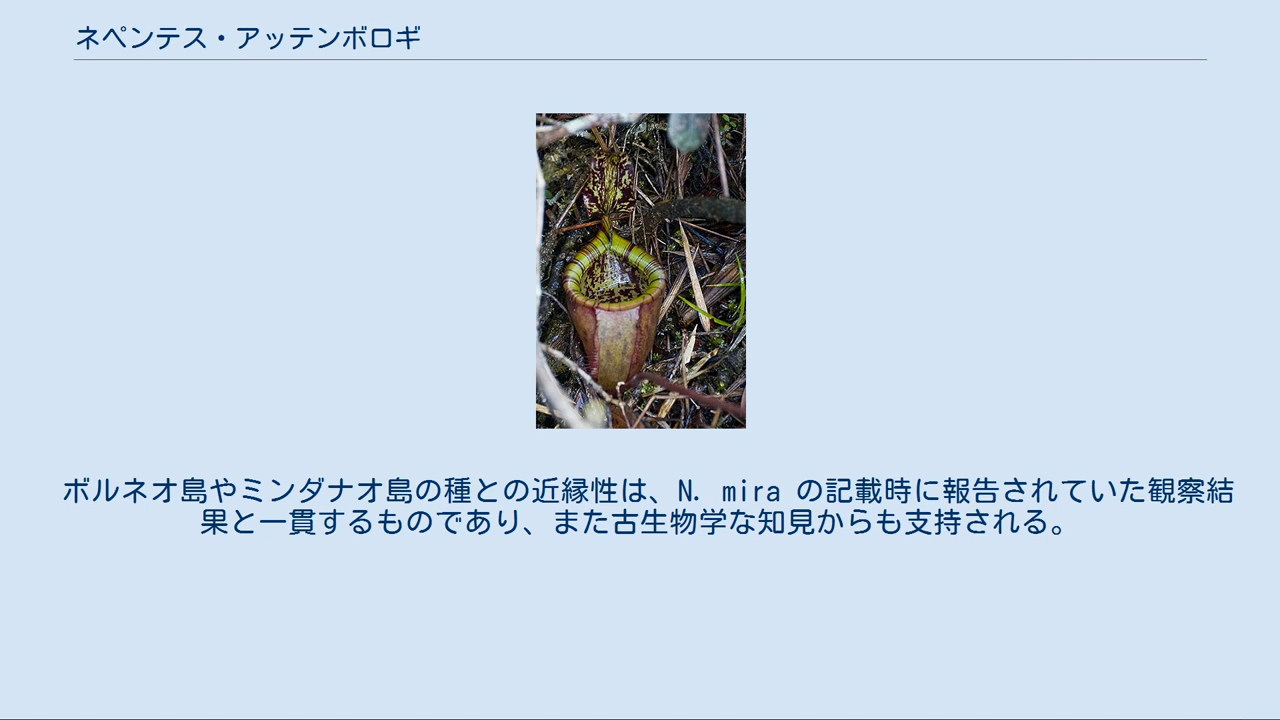 ネペンテス・アッテンボロギ
ボルネオ島やミンダナオ島の種との近縁性は、N. mira の記載時に報告されていた観察結
果と一貫するものであり、また古生物学な知見からも支持される。